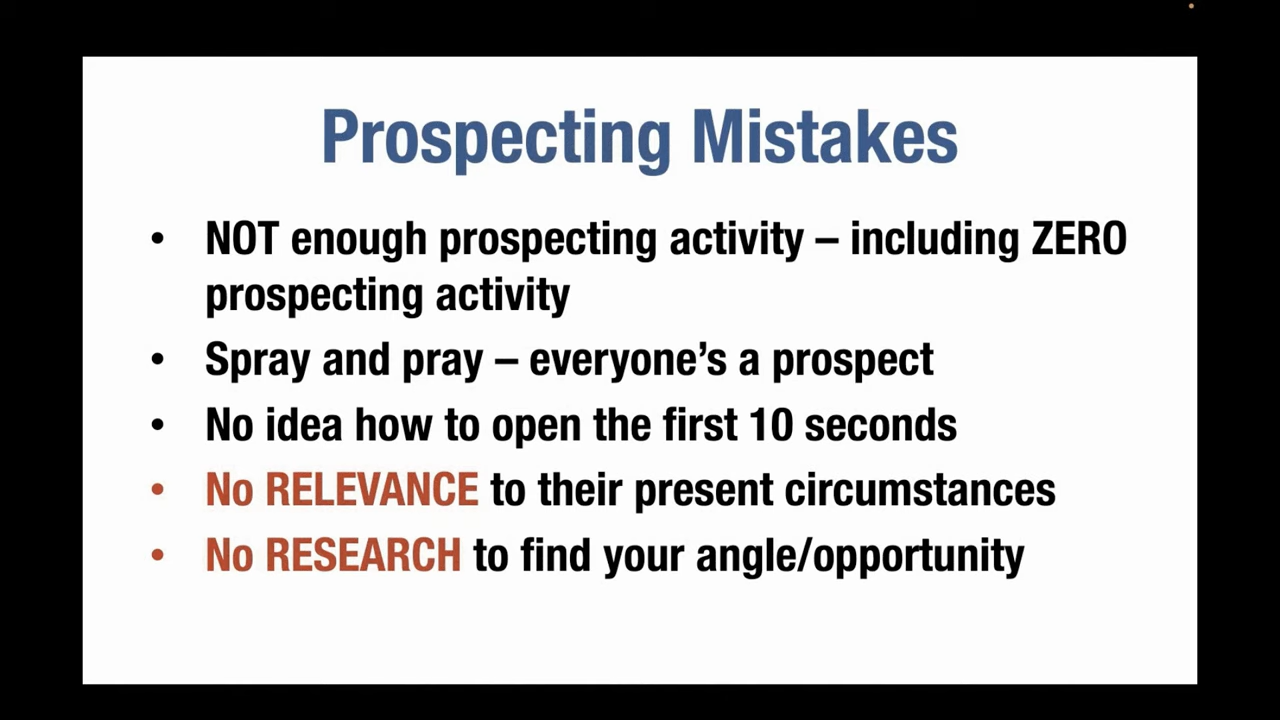 Prospecting Mistakes
• NOT enough prospecting activity – including ZERO
prospecting activity
• Spray and pray – everyone’s a prospect
• No idea how to open the first 10 seconds
• No RELEVANCE to their present circumstances
• No RESEARCH to find your angle/opportunity